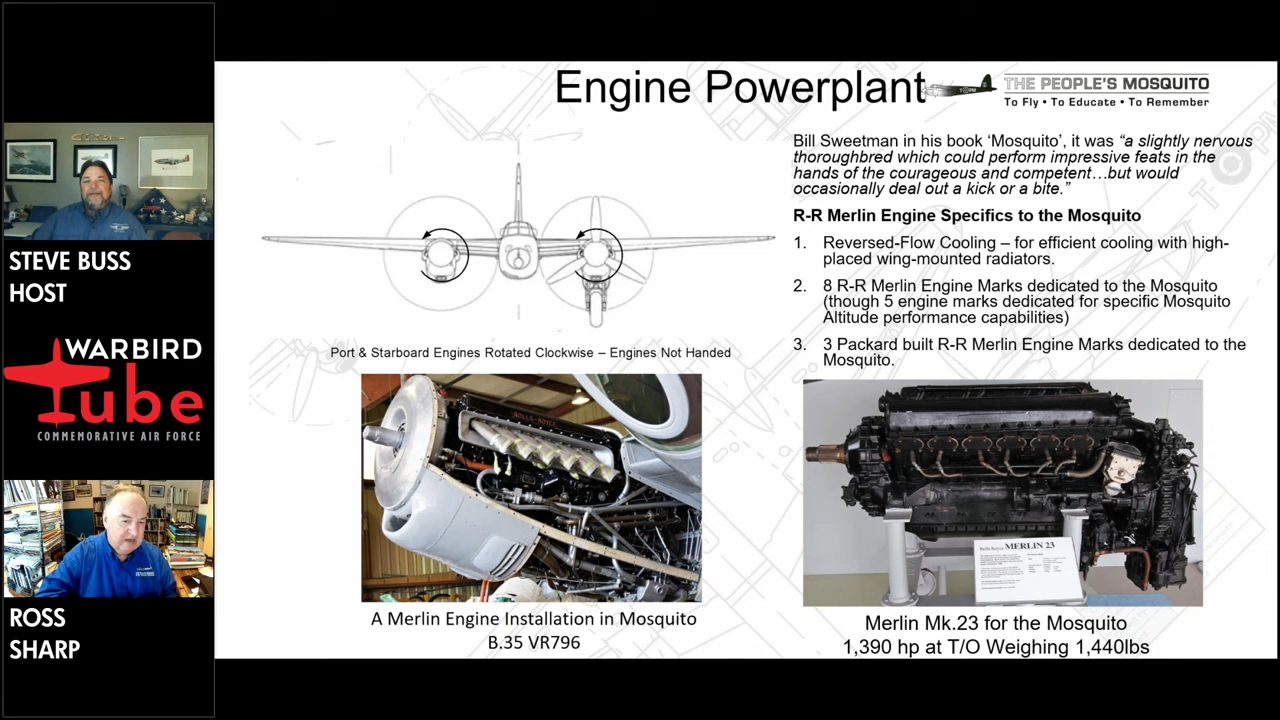 STEVE BUSS
HOST
WARBIRD
Tube
COMMEMORATIVE AIR FORCE
ROSS
SHARP
Engine Powerplant
THE PEOPLE'S MOSQUITO
To Fly • To Educate • To Remember
Bill Sweetman in his book ‘Mosquito’, it was “a slightly nervous
thoroughbred which could perform impressive feats in the
hands of the courageous and competent…but would
occasionally deal out a kick or a bite.”
R-R Merlin Engine Specifics to the Mosquito
1. Reversed-Flow Cooling – for efficient cooling with high-
placed wing-mounted radiators.
2. 8 R-R Merlin Engine Marks dedicated to the Mosquito
(though 5 engine marks dedicated for specific Mosquito
Altitude performance capabilities)
3. 3 Packard built R-R Merlin Engine Marks dedicated to the
Mosquito.
Port & Starboard Engines Rotated Clockwise – Engines Not Handed
ROLLS-ROYCE
A Merlin Engine Installation in Mosquito
B.35 VR796
Rolls Royce MERLIN 23
Merlin Mk.23 for the Mosquito
1,390 hp at T/O Weighing 1,440lbs